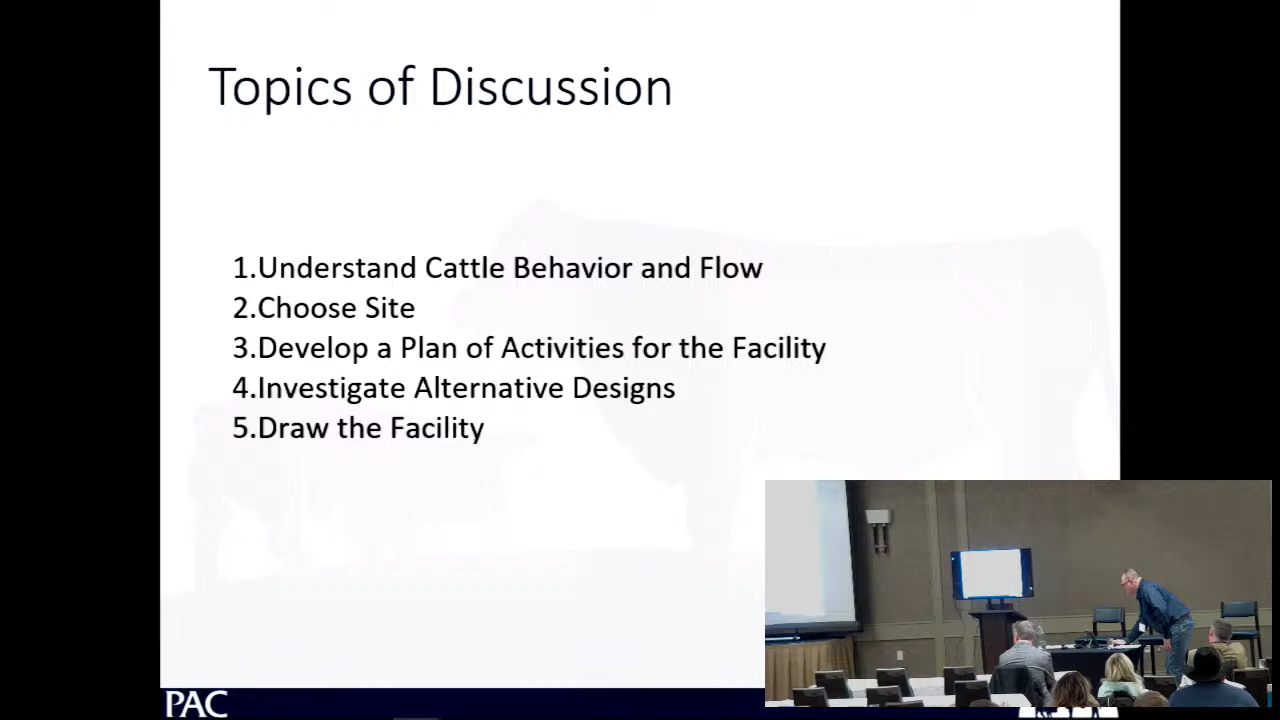 Topics of Discussion
1.Understand Cattle Behavior and Flow
2.Choose Site
3.Develop a Plan of Activities for the Facility
4.Investigate Alternative Designs
5.Draw the Facility
PAC